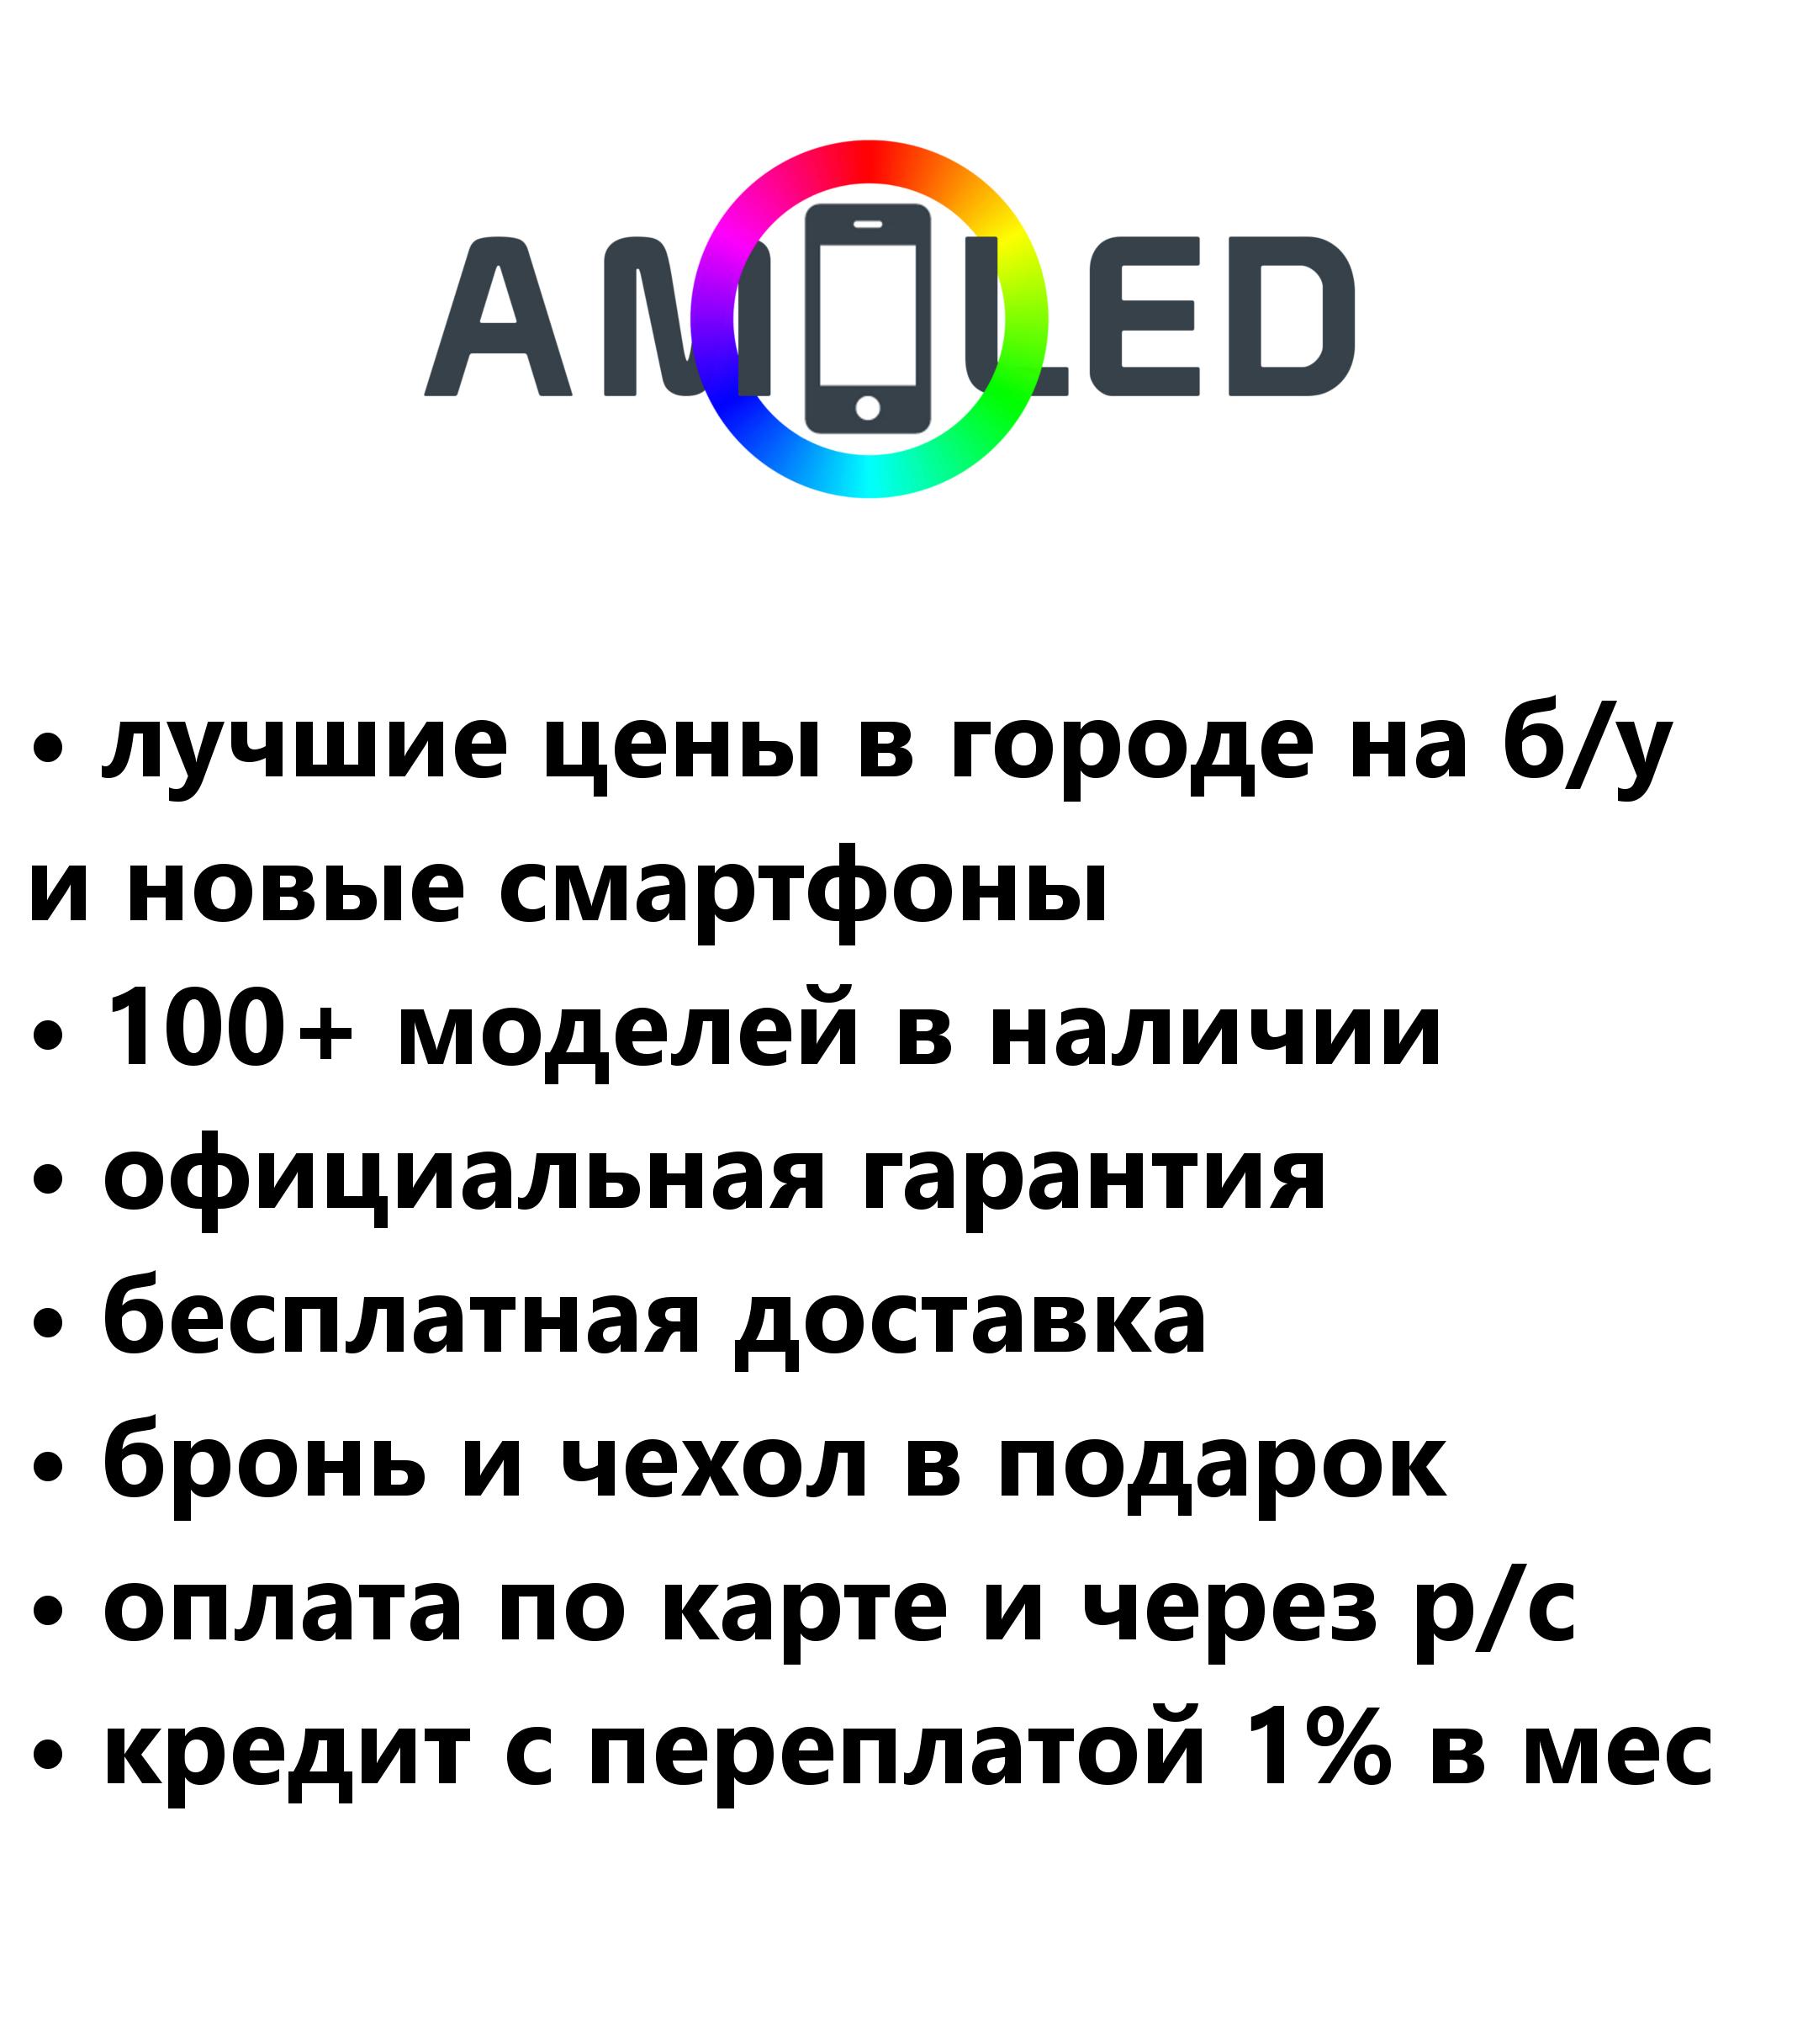 AMOLED
• лучшие цены в городе на б/у
и новые смартфоны
• 100+ моделей в наличии
• официальная гарантия
• бесплатная доставка
• бронь и чехол в подарок
• оплата по карте и через р/с
• кредит с переплатой 1% в мес